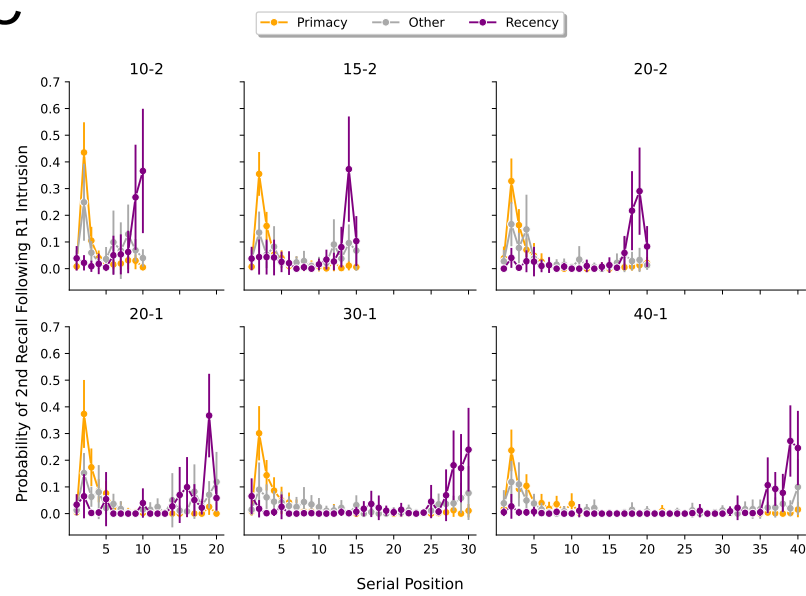 C
Primacy Other Recency
10-2 15-2 20-2
0.7
0.6
0.5
0.4
0.3
0.2
0.1
0.0
20-1 30-1 40-1
0.7
0.6
0.5
0.4
0.3
0.2
0.1
0.0
5 10 15 20 5 10 15 20 25 30 5 10 15 20 25 30 35 40
Probability of 2nd Recall Following R1 Intrusion
Serial Position